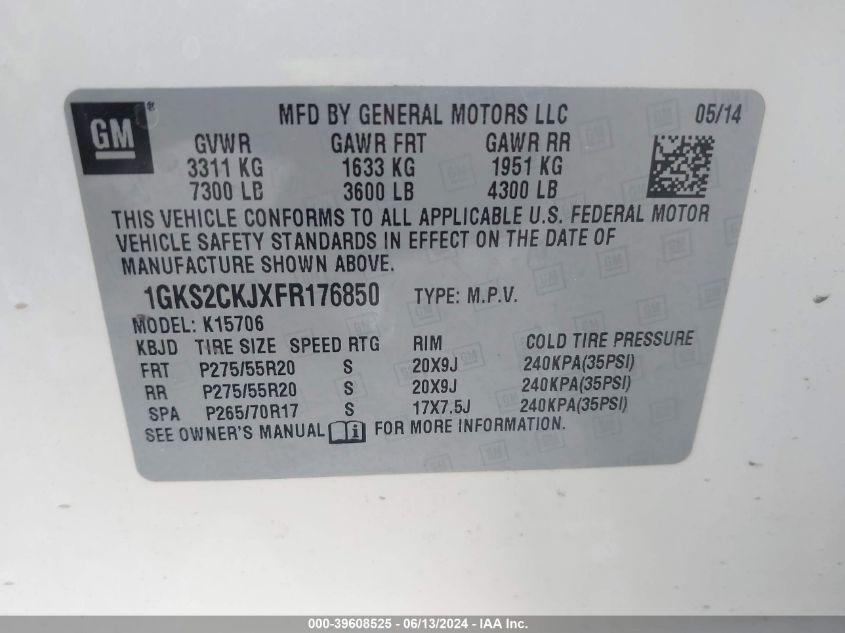 GM ®
MFD BY GENERAL MOTORS LLC 05/14
GVWR GAWR FRT GAWR RR
3311 KG 1633 KG 1951 KG
7300 LB 3600 LB 4300 LB
THIS VEHICLE CONFORMS TO ALL APPLICABLE U.S. FEDERAL MOTOR
VEHICLE SAFETY STANDARDS IN EFFECT ON THE DATE OF
MANUFACTURE SHOWN ABOVE.
1GKS2CKJXFR176850 TYPE: M.P.V.
MODEL: K15706
KBJD TIRE SIZE SPEED RTG RIM COLD TIRE PRESSURE
FRT P275/55R20 S 20X9J 240KPA(35PSI)
RR P275/55R20 S 20X9J 240KPA(35PSI)
SPA P265/70R17 S 17X7.5J 240KPA(35PSI)
SEE OWNER'S MANUAL FOR MORE INFORMATION.
000-39608525 - 06/13/2024 - IAA Inc.